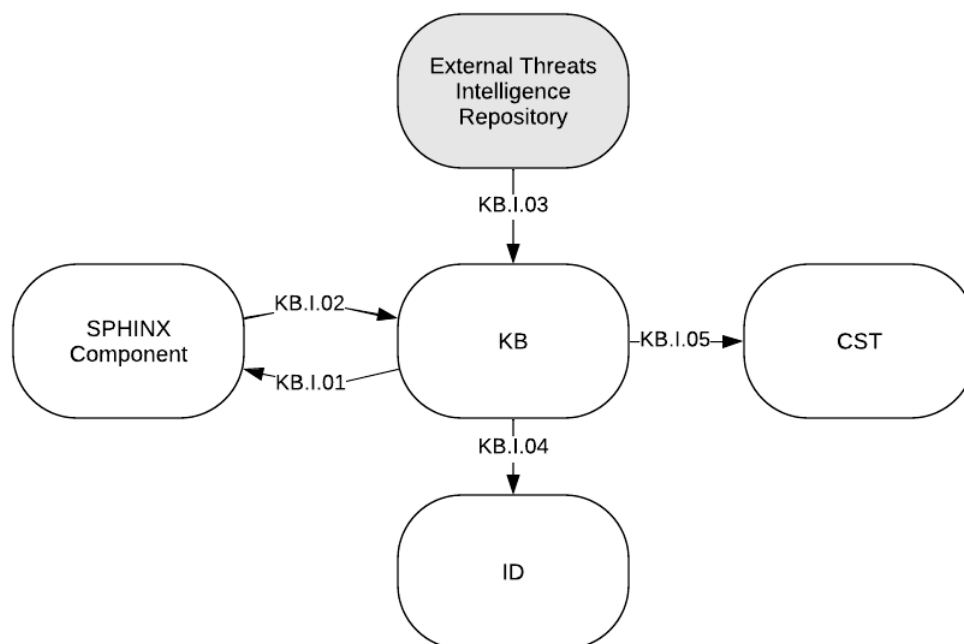 External Threats
Intelligence
Repository
KB.I.03
SPHINX
Component
KB.I.02
KB.I.01
KB
KB.I.05
CST
KB.I.04
ID